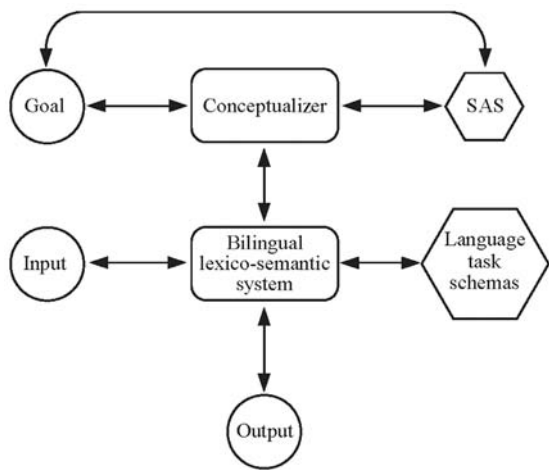 Goal
Conceptualizer
SAS
Input
Bilingual
lexico-semantic
system
Language
task
schemas
Output